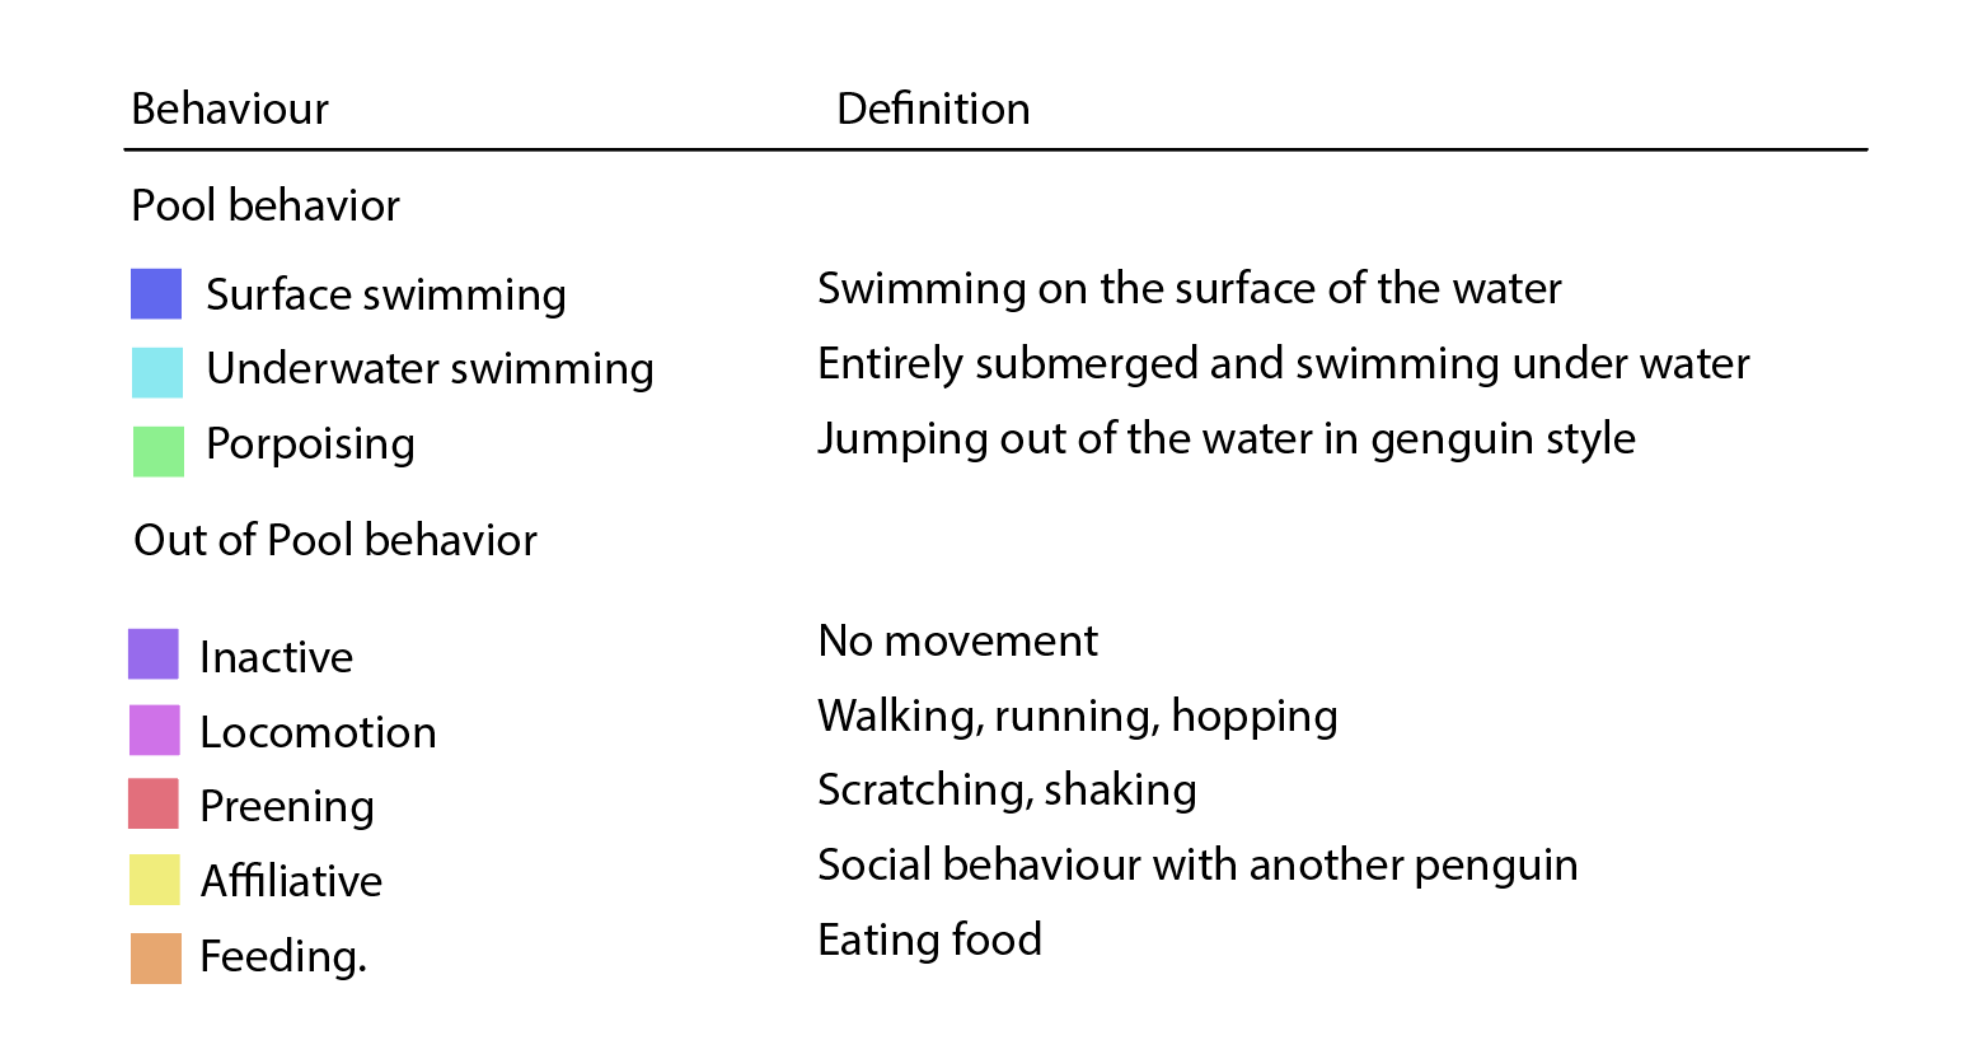 Behaviour Definition
Pool behavior
Surface swimming Swimming on the surface of the water
Underwater swimming Entirely submerged and swimming under water
Porpoising Jumping out of the water in genguin style
Out of Pool behavior
Inactive No movement
Locomotion Walking, running, hopping
Preening Scratching, shaking
Affiliative Social behaviour with another penguin
Feeding. Eating food